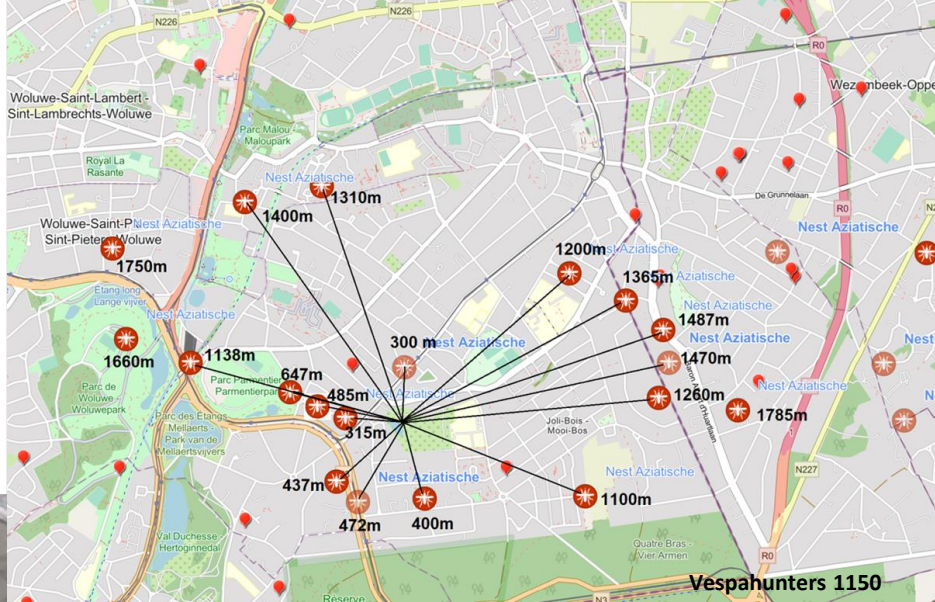 N226
N226
R0
Woluwe-Saint-Lambert -
Sint-Lambrechts-Woluwe
Parc Malou -
Maloupark
Royal La
Rasante
Nest Aziatische
1310m
1400m
De Grunnelaan
R0
Woluwe-Saint-P
Sint-Pieters-Woluwe
Nest Aziatische
1750m
1200m
Aziatische
Nest Aziatische
1365m
Aziatische
Etang long -
Lange vijver
Nest Aziatische
Nest Aziatische
1487m
Nest Aziatische
1660m
1138m
300 m
Aziatische
1470m
Nest
647m
Parc Parmentier
Parmentierpark
Parc de
Woluwe
Woluwepark
485m
Aziatische
1260m
Nest Aziatische
1785m
315m
Parc des Etangs
Mellaerts -
Park van de
Mellaertsvijvers
Joli-Bois -
Mooi-Bos
437m
Nest Aziatische
Nest Aziatische
N227
472m
400m
1100m
Val Duchesse
Hertoginnedal
Quatre Bras -
Vier Armen
R0
Vespahunters 1150
Réserve
N3